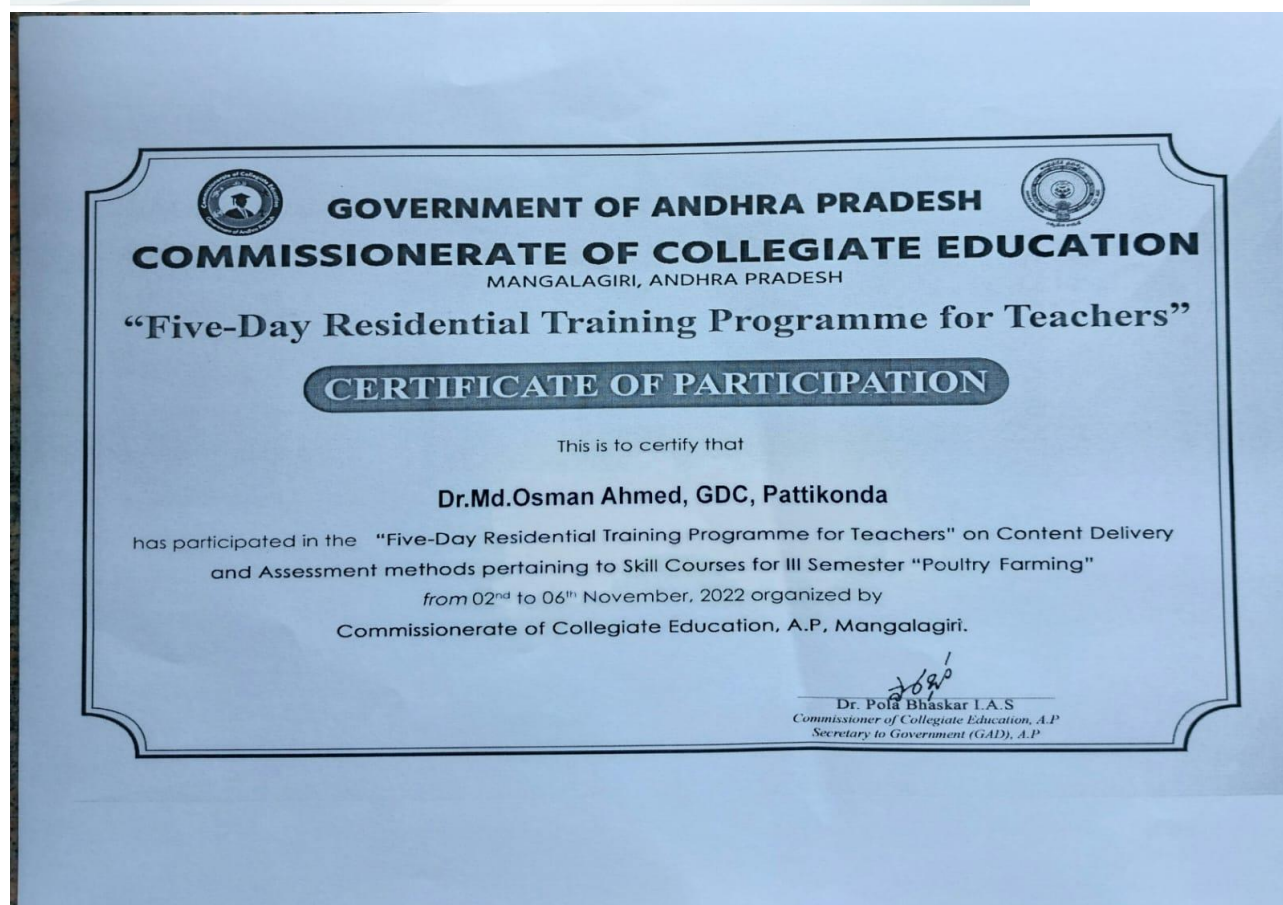 GOVERNMENT OF ANDHRA PRADESH
COMMISSIONERATE OF COLLEGIATE EDUCATION
MANGALAGIRI, ANDHRA PRADESH
“Five-Day Residential Training Programme for Teachers”
CERTIFICATE OF PARTICIPATION
This is to certify that
Dr.Md.Osman Ahmed, GDC, Pattikonda
has participated in the "Five-Day Residential Training Programme for Teachers" on Content Delivery
and Assessment methods pertaining to Skill Courses for III Semester "Poultry Farming"
from 02nd to 06th November, 2022 organized by
Commissionerate of Collegiate Education, A.P, Mangalagiri.
Dr. Pola Bhaskar I.A.S
Commissioner of Collegiate Education, A.P
Secretary to Government (GAD), A.P